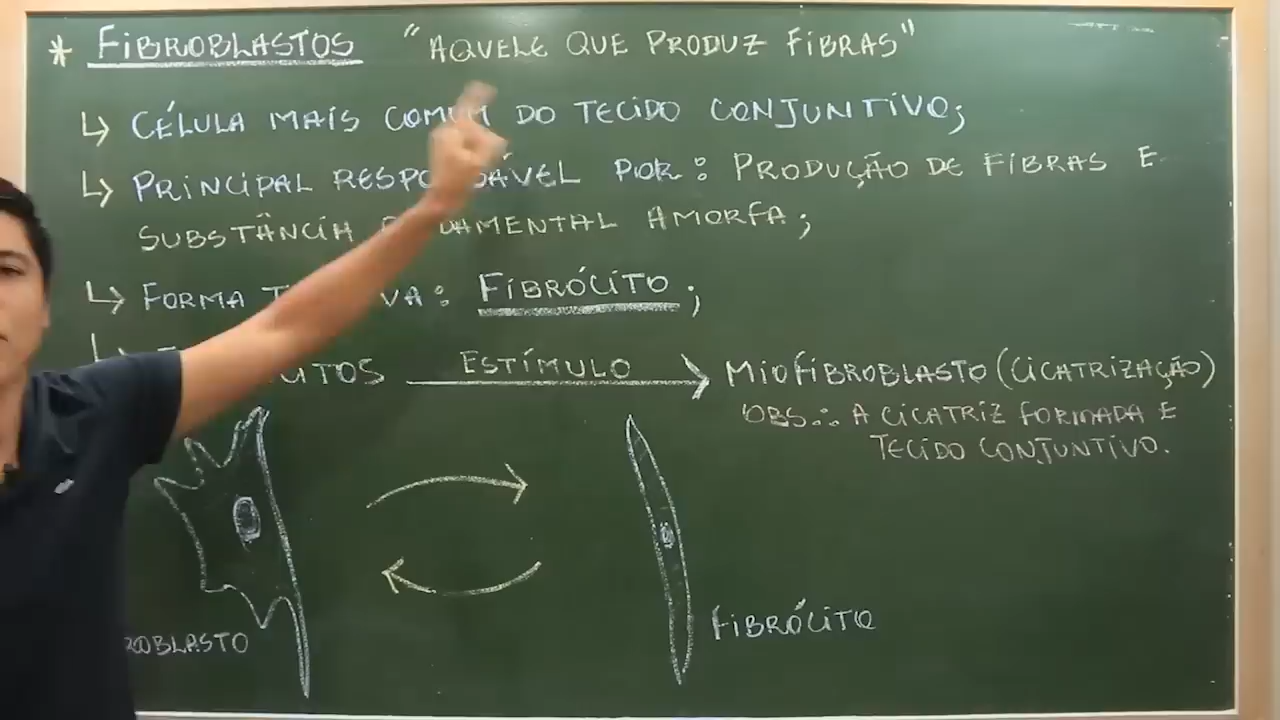 * FIBROBLASTOS "AQUELE QUE PRODUZ FIBRAS"
↳ CÉLULA MAIS COMUM DO TECIDO CONJUNTIVO;
↳ PRINCIPAL POR: PRODUÇÃO DE FIBRAS E
SUBSTÂNCIA AMORFA;
↳ FORMA : FIBRÓCITO;
ESTÍMULO → MIOFIBROBLASTO (CICATRIZAÇÃO)
OBS.: A CICATRIZ FORMADA É
TECIDO CONJUNTIVO.
FIBRÓCITO